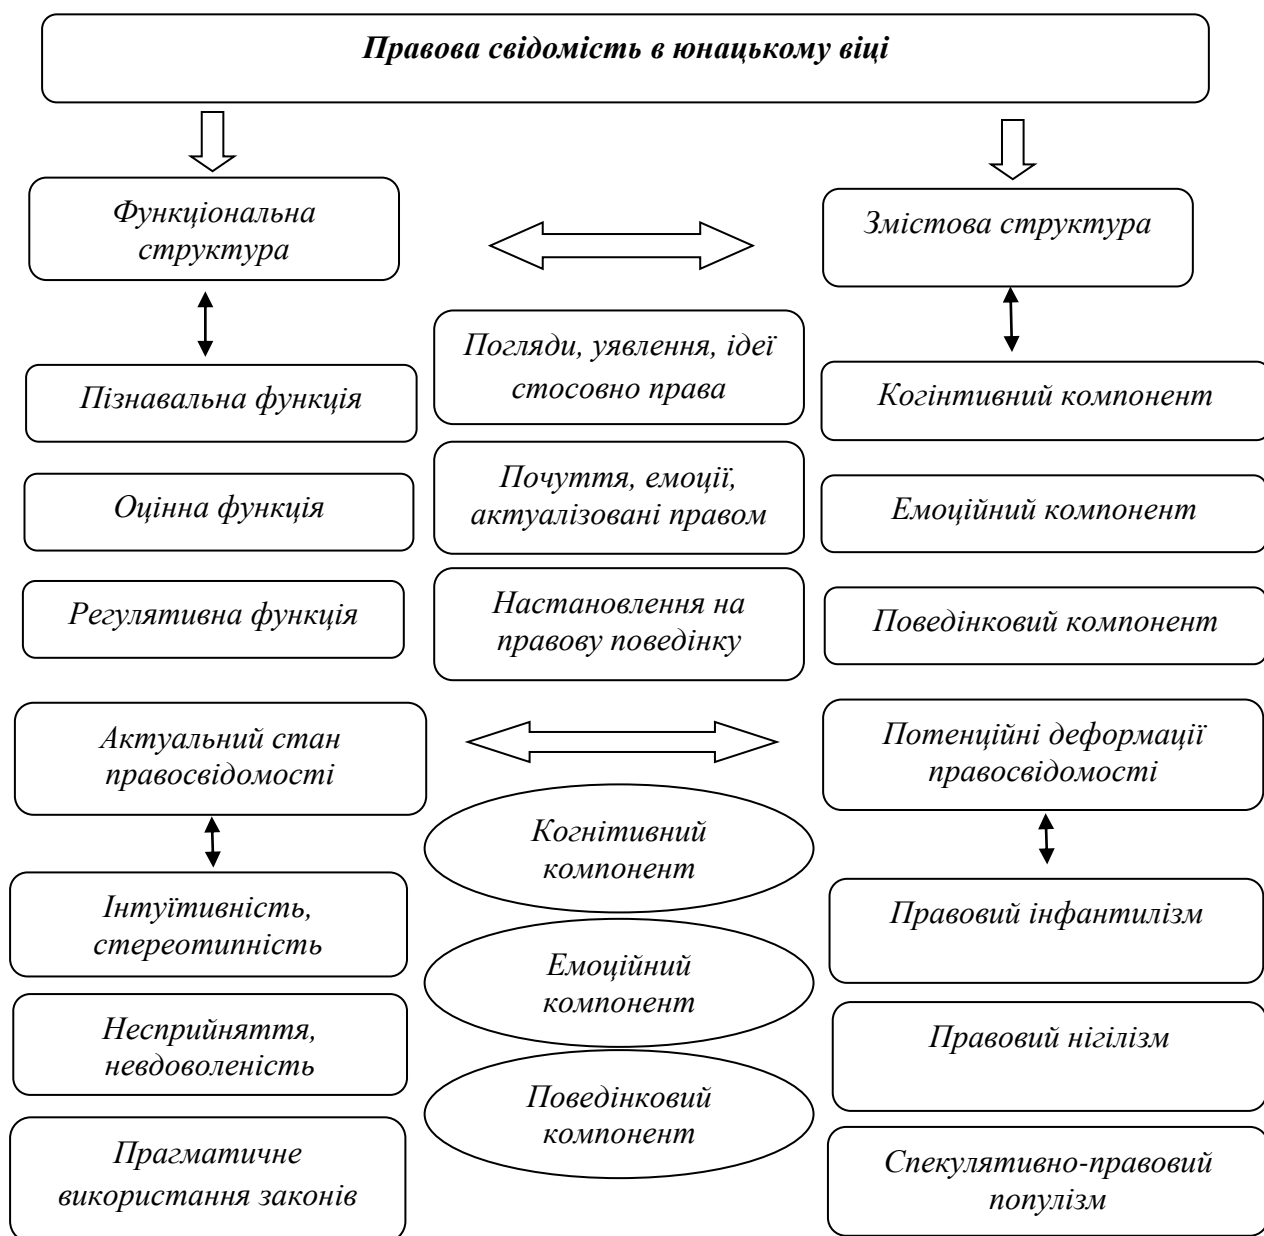 Правова свідомість в юнацькому віці
Функціональна
структура
Змістова структура
Погляди, уявлення, ідеї
стосовно права
Пізнавальна функція
Когінтивний компонент
Почуття, емоції,
актуалізовані правом
Оцінна функція
Емоційний компонент
Настановлення на
правову поведінку
Регулятивна функція
Поведінковий компонент
Актуальний стан
правосвідомості
Потенційні деформації
правосвідомості
Когнітивний
компонент
Інтуїтивність,
стереотипність
Правовий інфантилізм
Емоційний
компонент
Несприйняття,
невдоволеність
Правовий нігілізм
Поведінковий
компонент
Прагматичне
використання законів
Спекулятивно-правовий
популізм